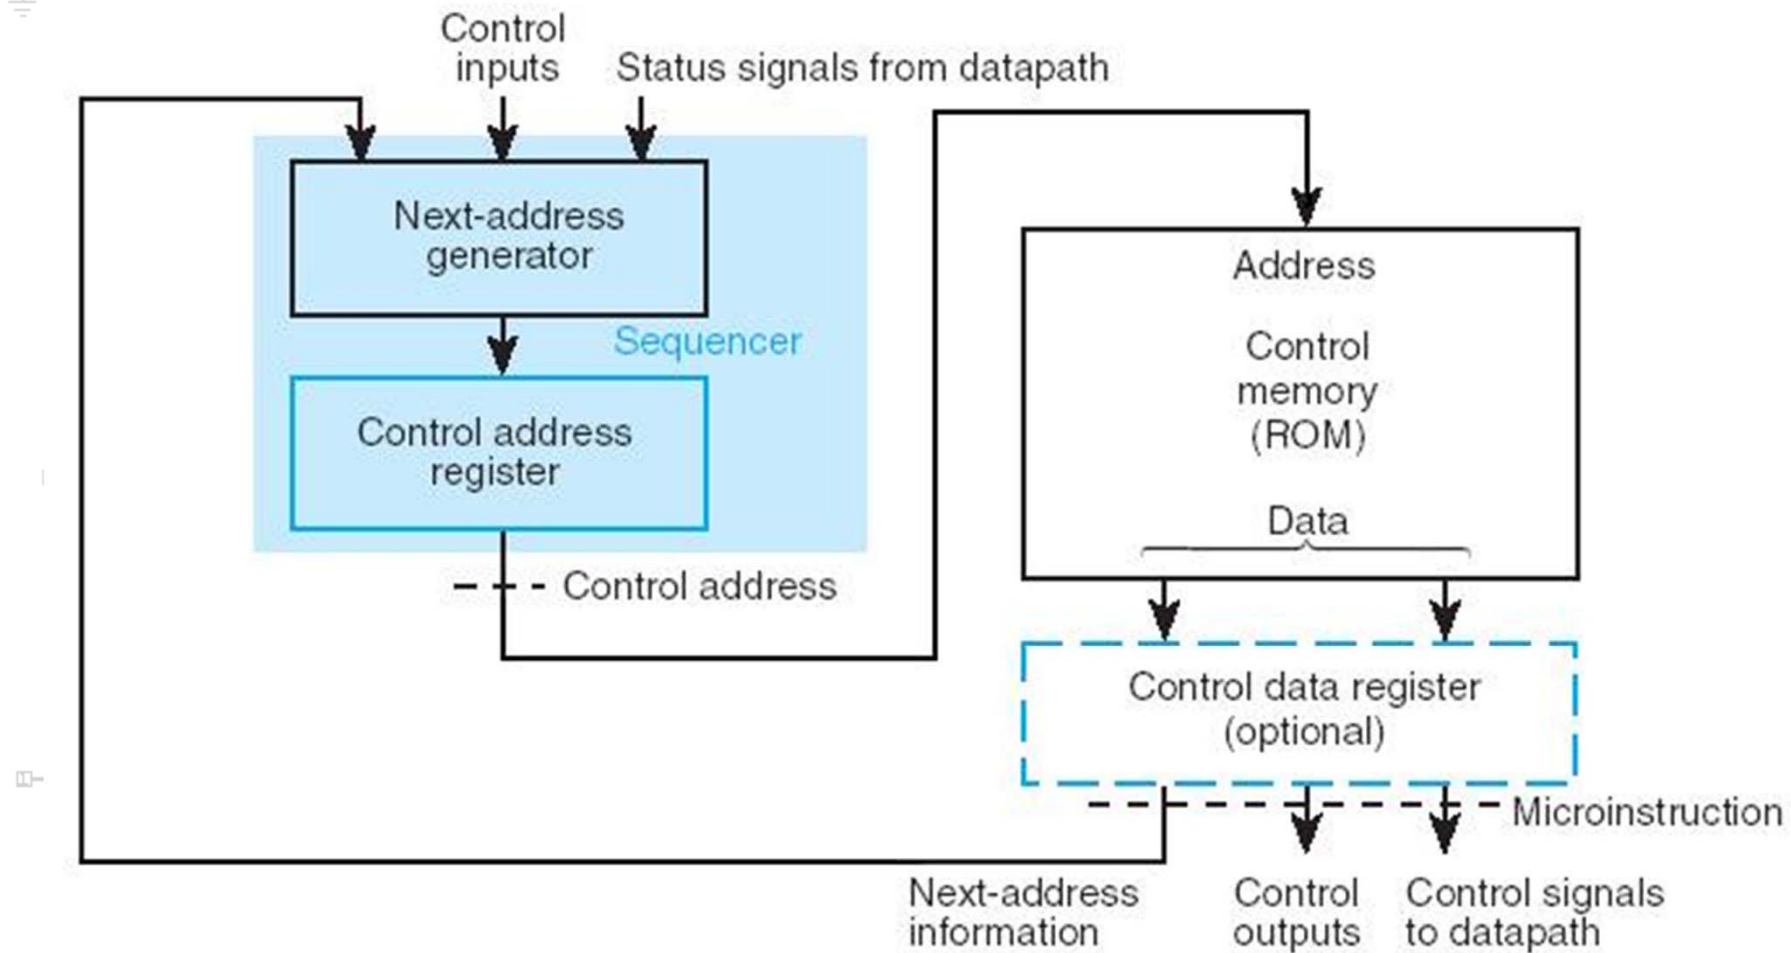 Control
inputs
Status signals from datapath
Next-address
generator
Sequencer
Control address
register
Control address
Address
Control
memory
(ROM)
Data
Control data register
(optional)
Microinstruction
Next-address
information
Control
outputs
Control signals
to datapath